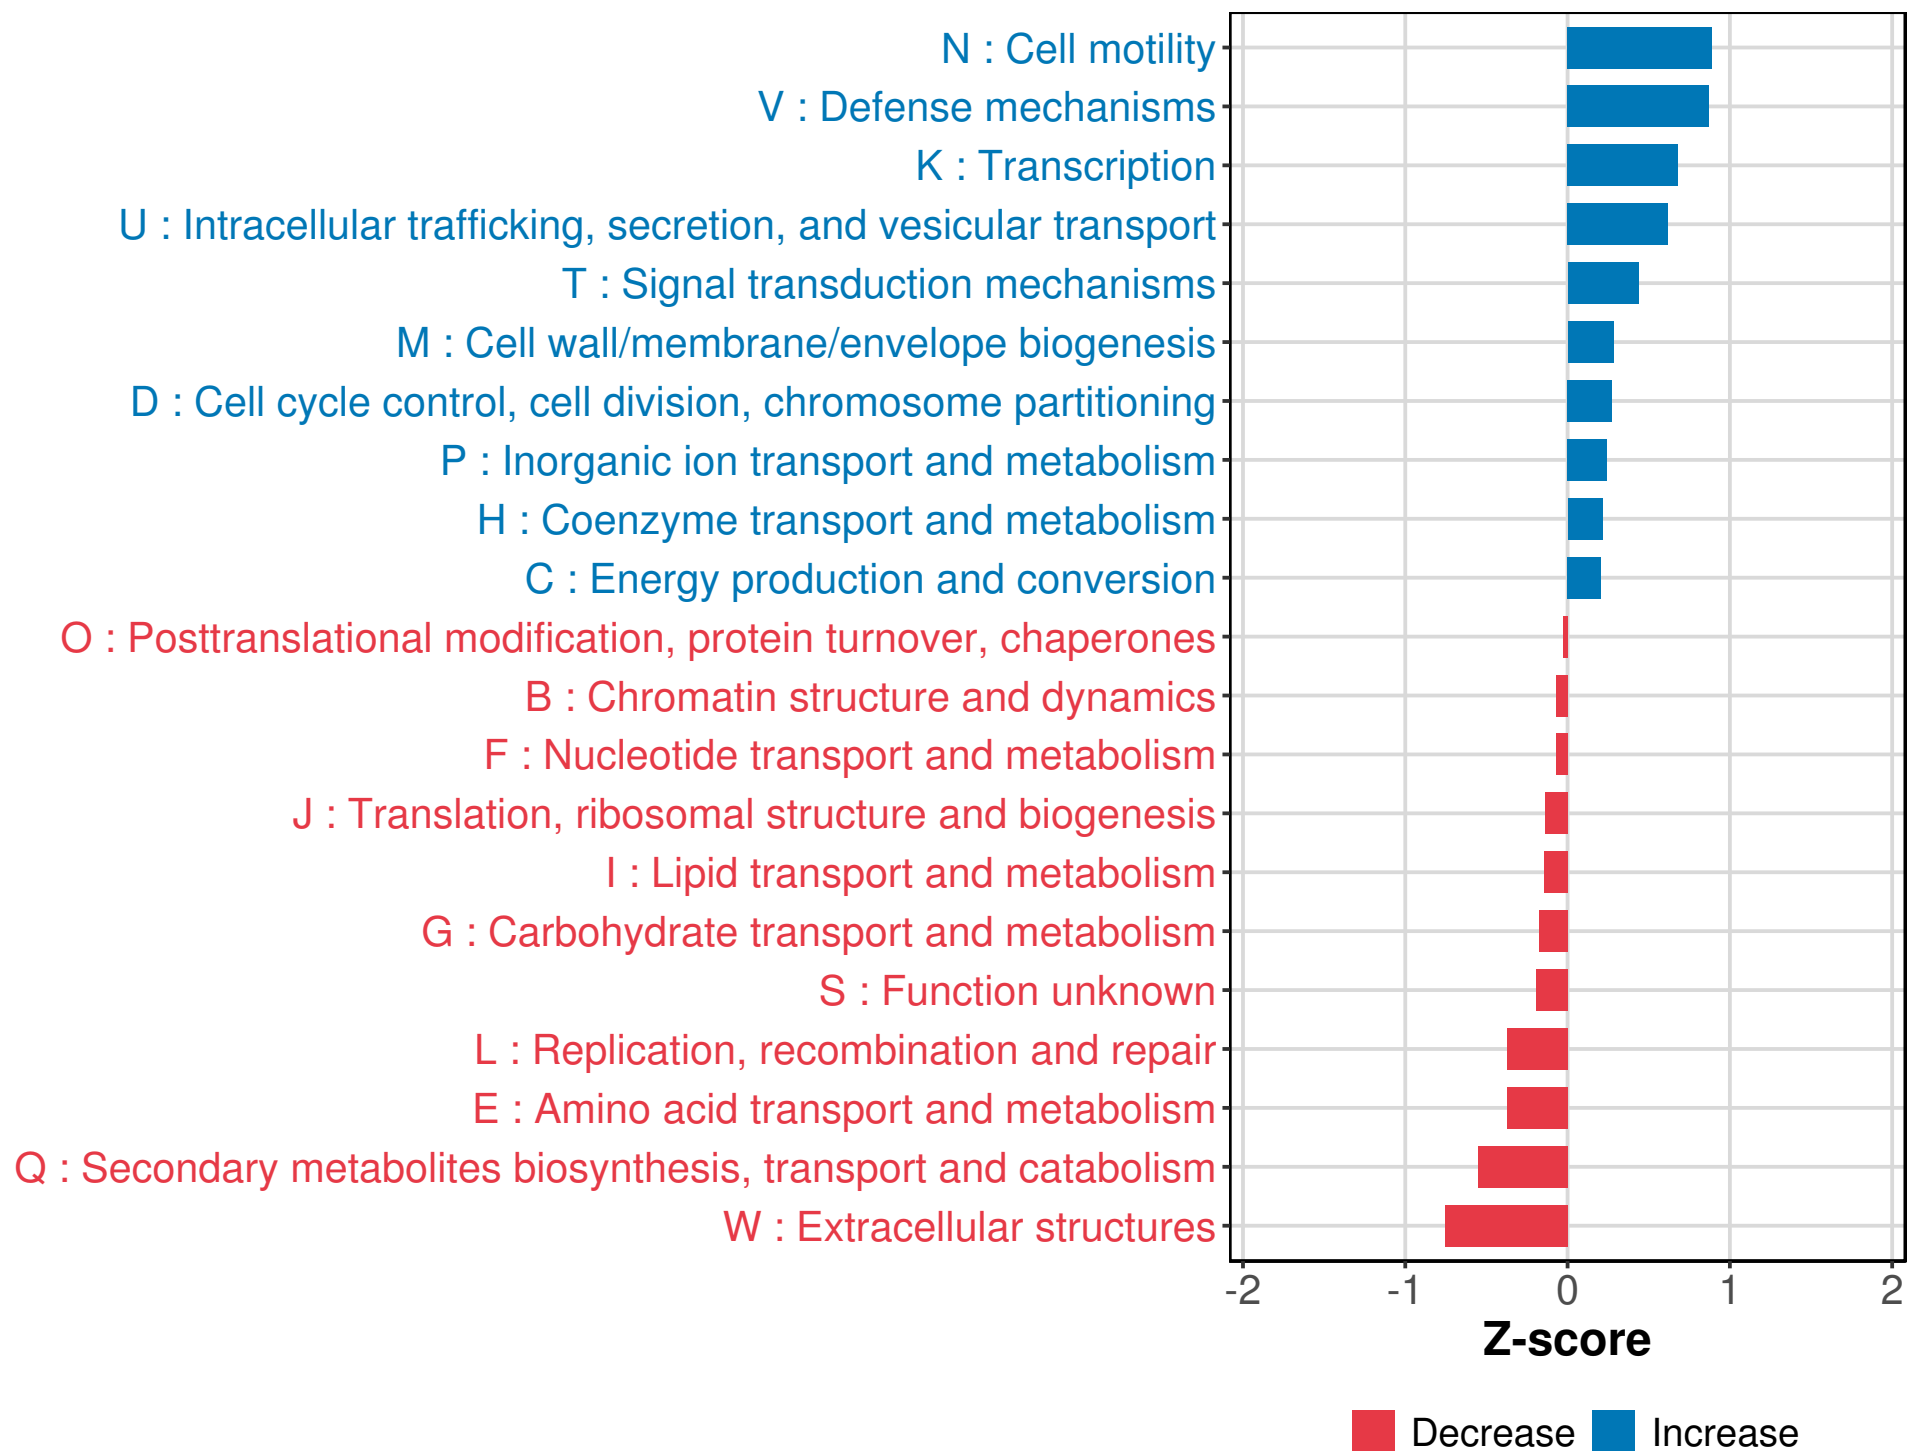 N : Cell motility
V : Defense mechanisms
K : Transcription
U : Intracellular trafficking, secretion, and vesicular transport
T : Signal transduction mechanisms
M : Cell wall/membrane/envelope biogenesis
D : Cell cycle control, cell division, chromosome partitioning
P : Inorganic ion transport and metabolism
H : Coenzyme transport and metabolism
C : Energy production and conversion
O : Posttranslational modification, protein turnover, chaperones
B : Chromatin structure and dynamics
F : Nucleotide transport and metabolism
J : Translation, ribosomal structure and biogenesis
I : Lipid transport and metabolism
G : Carbohydrate transport and metabolism
S : Function unknown
L : Replication, recombination and repair
E : Amino acid transport and metabolism
Q : Secondary metabolites biosynthesis, transport and catabolism
W : Extracellular structures
-2 -1 0 1 2
Z-score
Decrease Increase